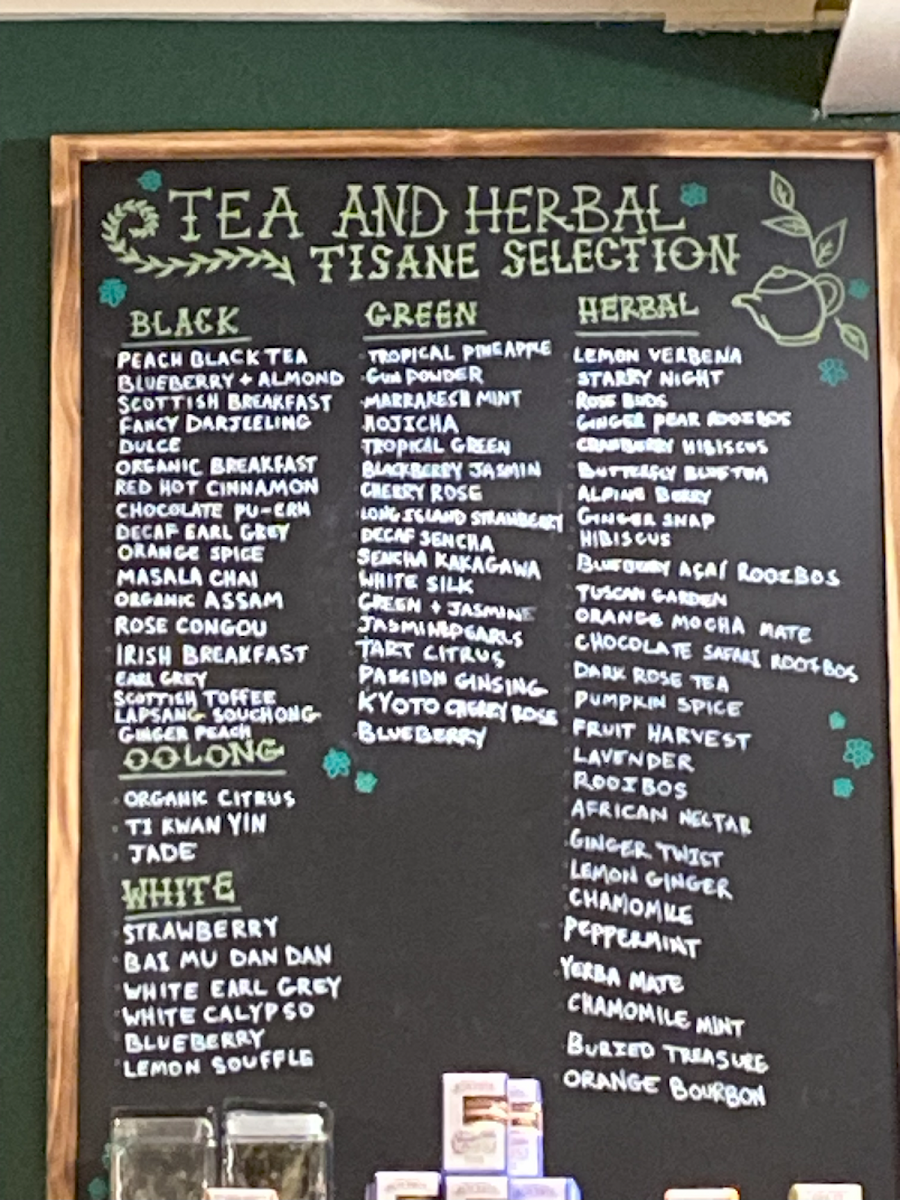 TEA AND HERBAL
TISANE SELECTION
BLACK
PEACH BLACK TEA
BLUEBERRY + ALMOND
SCOTTISH BREAKFAST
FANCY DARJEELING
DULCE
ORGANIC BREAKFAST
RED HOT CINNAMON
CHOCOLATE PU-ERH
DECAF EARL GREY
ORANGE SPICE
MASALA CHAI
ORGANIC ASSAM
ROSE CONGOU
IRISH BREAKFAST
EARL GREY
SCOTTISH TOFFEE
LAPSANG SOUCHONG
GINGER PEACH
OOLONG
ORGANIC CITRUS
TI KWAN YIN
JADE
WHITE
STRAWBERRY
BAI MU DAN DAN
WHITE EARL GREY
WHITE CALYPSO
BLUEBERRY
LEMON SOUFFLE
GREEN
TROPICAL PINEAPPLE
GUN POWDER
MARRAKESH MINT
HOJICHA
TROPICAL GREEN
BLACKBERRY JASMIN
CHERRY ROSE
LONG ISLAND STRAWBERRY
DECAF SENCHA
SENCHA KAKAGAWA
WHITE SILK
GREEN + JASMINE
JASMINE PEARLS
TART CITRUS
PASSION GINSING
KYOTO CHERRY ROSE
BLUEBERRY
HERBAL
LEMON VERBENA
STARRY NIGHT
ROSE BUDS
GINGER PEAR ROOIBOS
CRANBERRY HIBISCUS
BUTTERFLY BLUE TEA
ALPINE BERRY
GINGER SNAP
HIBISCUS
BLUEBERRY AÇAÍ ROOIBOS
TUSCAN GARDEN
ORANGE MOCHA MATE
CHOCOLATE SAFARI ROOIBOS
DARK ROSE TEA
PUMPKIN SPICE
FRUIT HARVEST
LAVENDER
ROOIBOS
AFRICAN NECTAR
GINGER TWIST
LEMON GINGER
CHAMOMILE
PEPPERMINT
YERBA MATE
CHAMOMILE MINT
BURIED TREASURE
ORANGE BOURBON